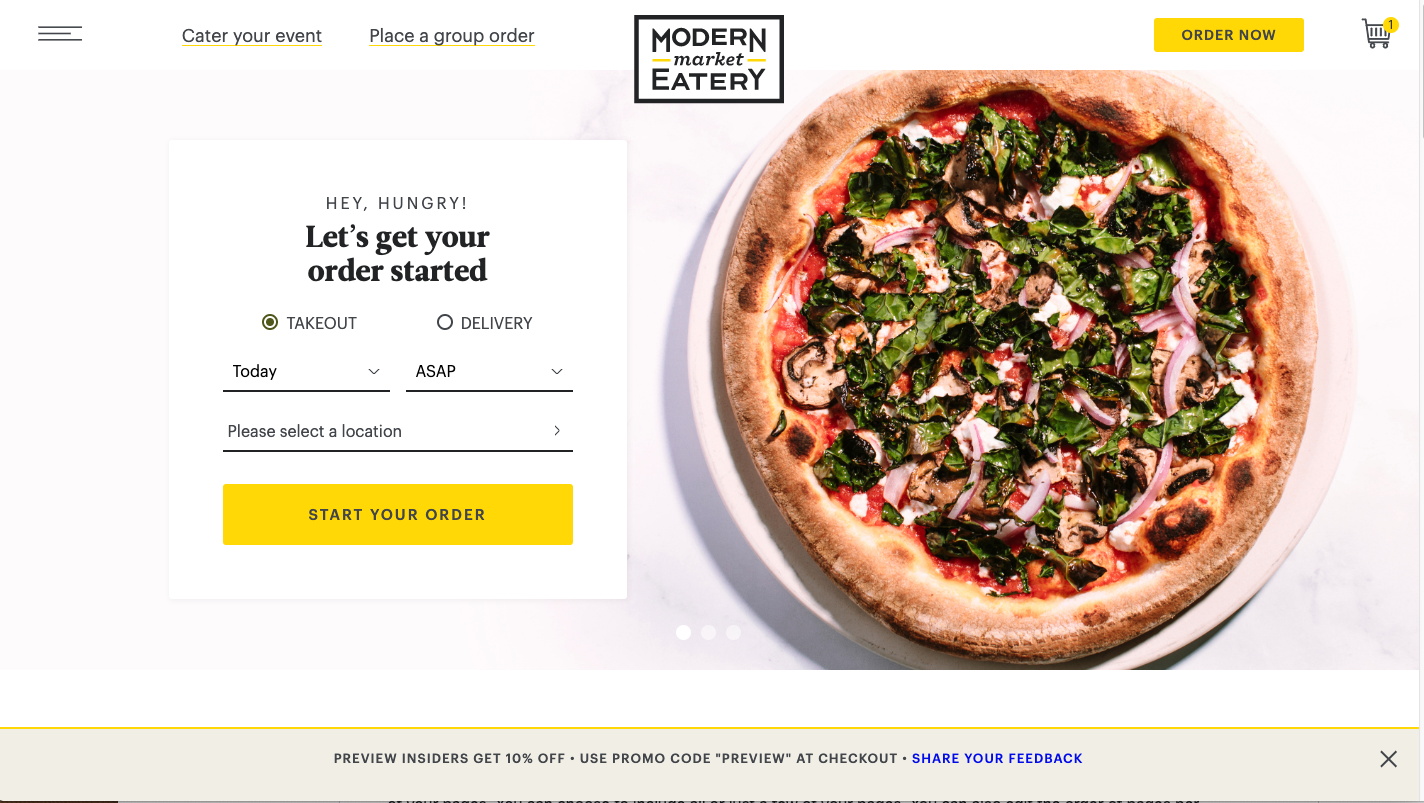 Cater your event
Place a group order
MODERN
market
EATERY
ORDER NOW
1
HEY, HUNGRY!
Let’s get your
order started
TAKEOUT
DELIVERY
Today
ASAP
Please select a location
START YOUR ORDER
PREVIEW INSIDERS GET 10% OFF • USE PROMO CODE "PREVIEW" AT CHECKOUT • SHARE YOUR FEEDBACK